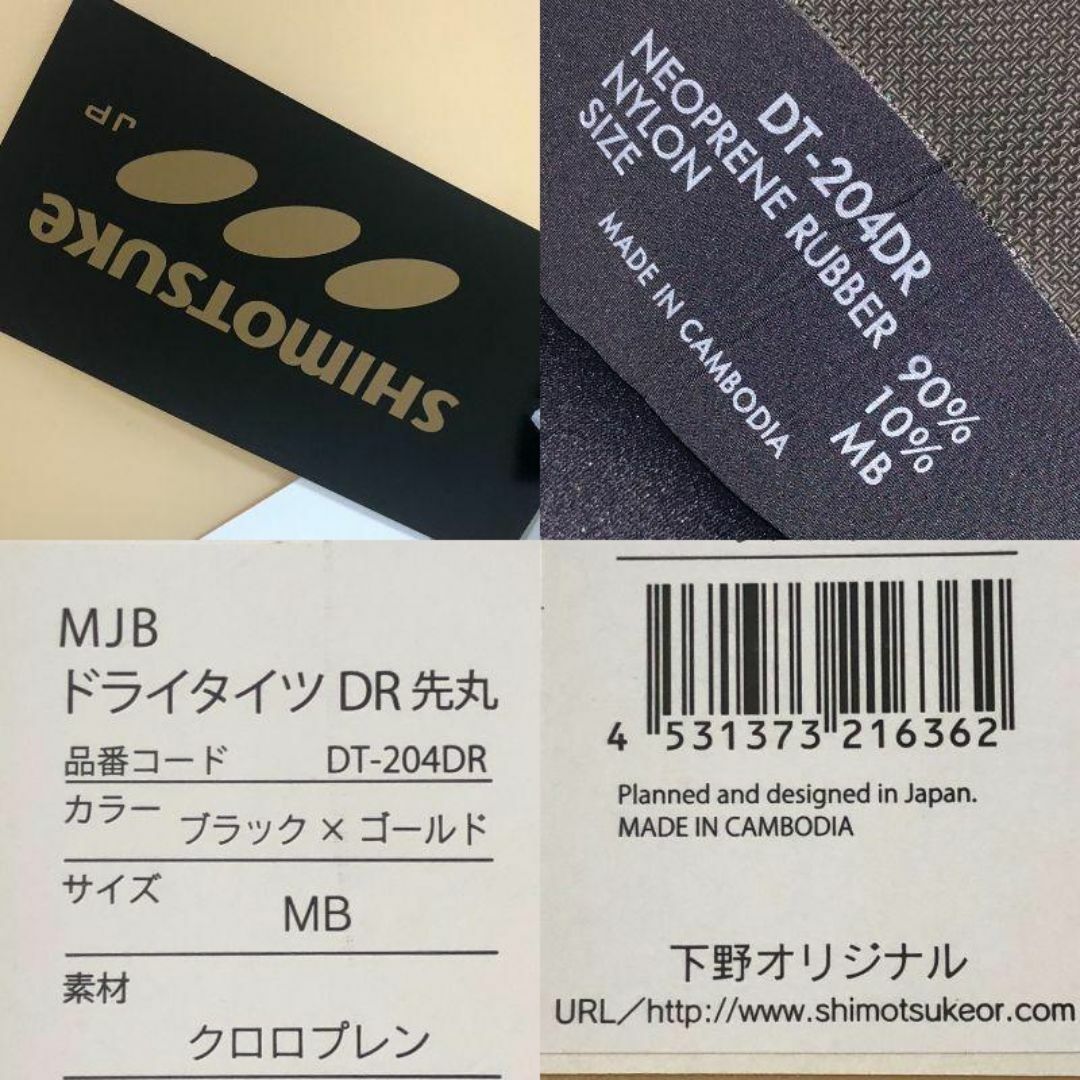 SHIMOTSUKE
JP
DT-204DR
NEOPRENE RUBBER 90%
NYLON 10%
SIZE MB
MADE IN CAMBODIA
MJB
ドライタイツ DR 先丸
品番コード DT-204DR
カラー ブラック × ゴールド
サイズ MB
素材
クロロプレン
4 531373 216362
Planned and designed in Japan.
MADE IN CAMBODIA
下野オリジナル
URL／http://www.shimotsukeor.com